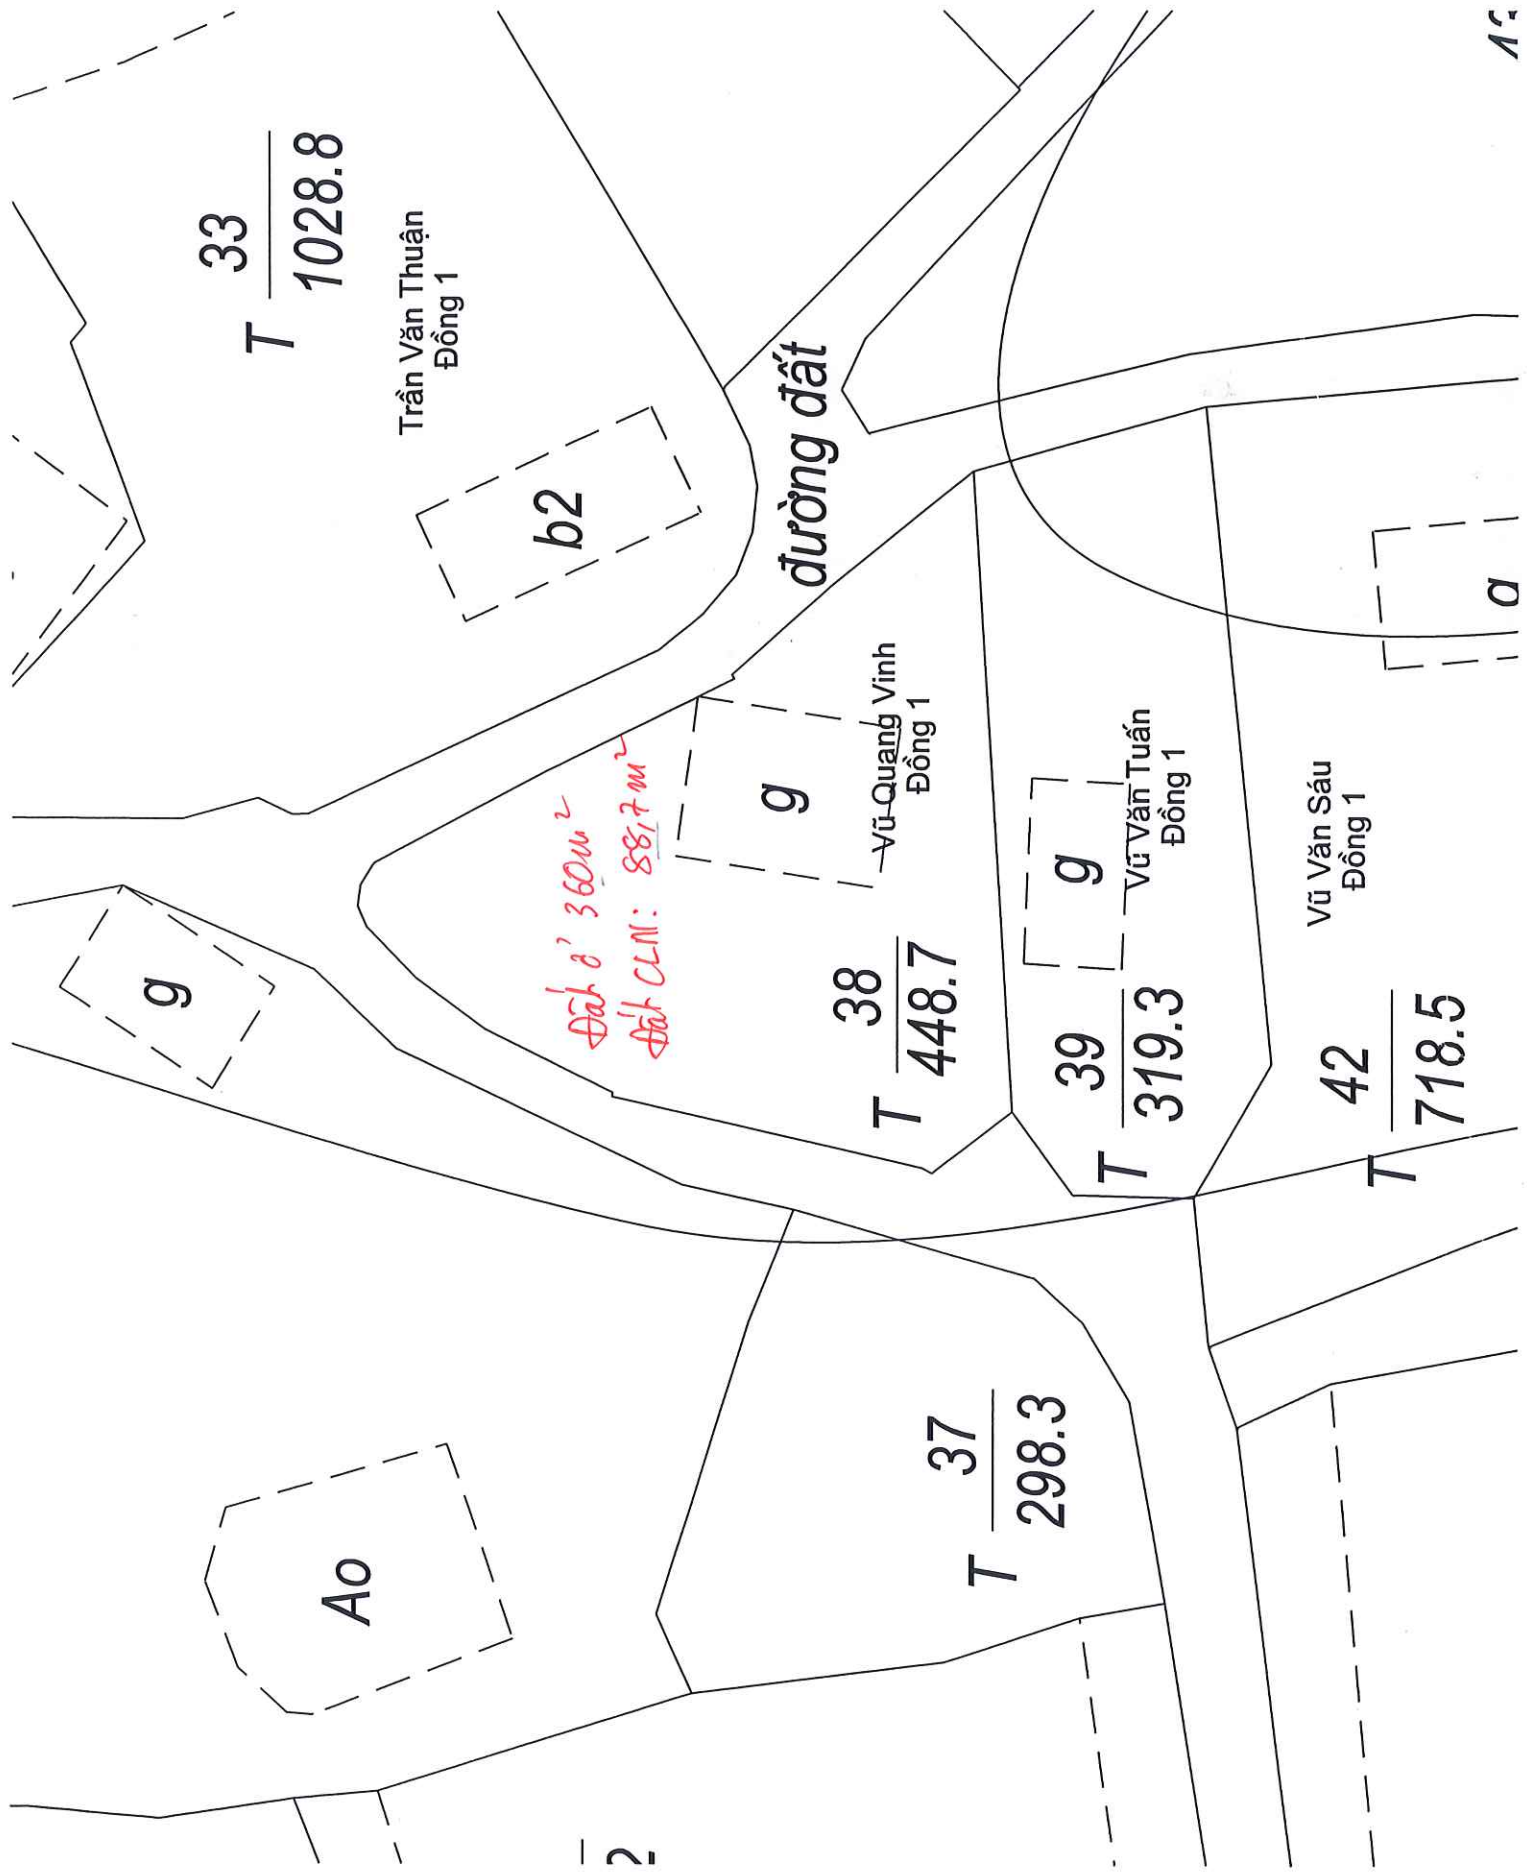 33
T
1028.8
Trần Văn Thuận
Đồng 1
b2
đường đất
g
Đất ở 360m²
Đất CLN: 88,7m²
g
Vũ Quang Vinh
Đồng 1
38
T
448.7
g
Vũ Văn Tuấn
Đồng 1
39
T
319.3
Vũ Văn Sáu
Đồng 1
42
T
718.5
Ao
37
T
298.3